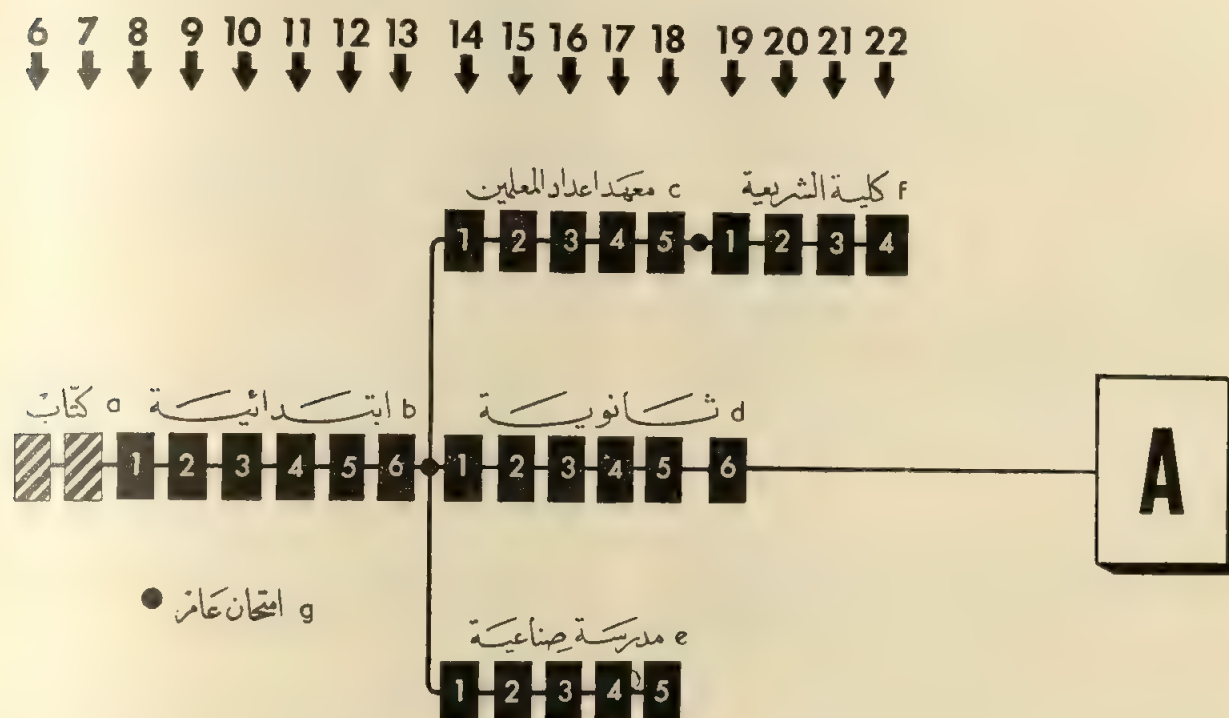 6 7 8 9 10 11 12 13 14 15 16 17 18 19 20 21 22
c معهد اعداد المعلمين
f كلية الشريعة
1 2 3 4 5 1 2 3 4
a كتّاب
b ابتدائية
d ثانوية
1 2 3 4 5 6 1 2 3 4 5 6
A
g امتحان عام
e مدرسة صناعية
1 2 3 4 5